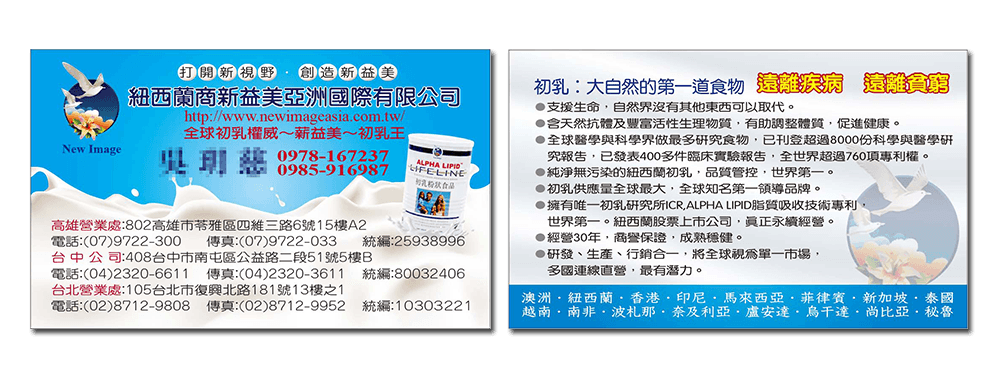 打開新視野·創造新益美
紐西蘭商新益美亞洲國際有限公司
http://www.newimageasia.com.tw/
全球初乳權威~薪益美~初乳王
New Image
0978-167237
0985-916987
ALPHA LIPID
LIFELINE
初乳粉狀食品
高雄營業處:802高雄市苓雅區四維三路6號15樓A2
電話:(07)9722-300 傳真:(07)9722-033 統編:25938996
台中公司:408台中市南屯區公益路二段51號5樓B
電話:(04)2320-6611 傳真:(04)2320-3611 統編:80032406
台北營業處:105台北市復興北路181號13樓之1
電話:(02)8712-9808 傳真:(02)8712-9952 統編:10303221
初乳：大自然的第一道食物 遠離疾病 遠離貧窮
●支援生命，自然界沒有其他東西可以取代。
●含天然抗體及豐富活性生理物質，有助調整體質，促進健康。
●全球醫學與科學界做最多研究食物，已刊登超過8000份科學與醫學研
究報告，已發表400多件臨床實驗報告，全世界超過760項專利權。
●純淨無污染的紐西蘭初乳，品質管控，世界第一。
●初乳供應量全球最大，全球知名第一領導品牌。
●擁有唯一初乳研究所ICR,ALPHA LIPID脂質吸收技術專利，
世界第一。紐西蘭股票上市公司，真正永續經營。
●經營30年，商譽保證，成熟穩健。
●研發、生產、行銷合一，將全球視為單一市場，
多國連線直營，最有潛力。
澳洲·紐西蘭·香港·印尼·馬來西亞·菲律賓·新加坡·泰國
越南·南非·波札那·奈及利亞·盧安達·烏干達·尚比亞·秘魯